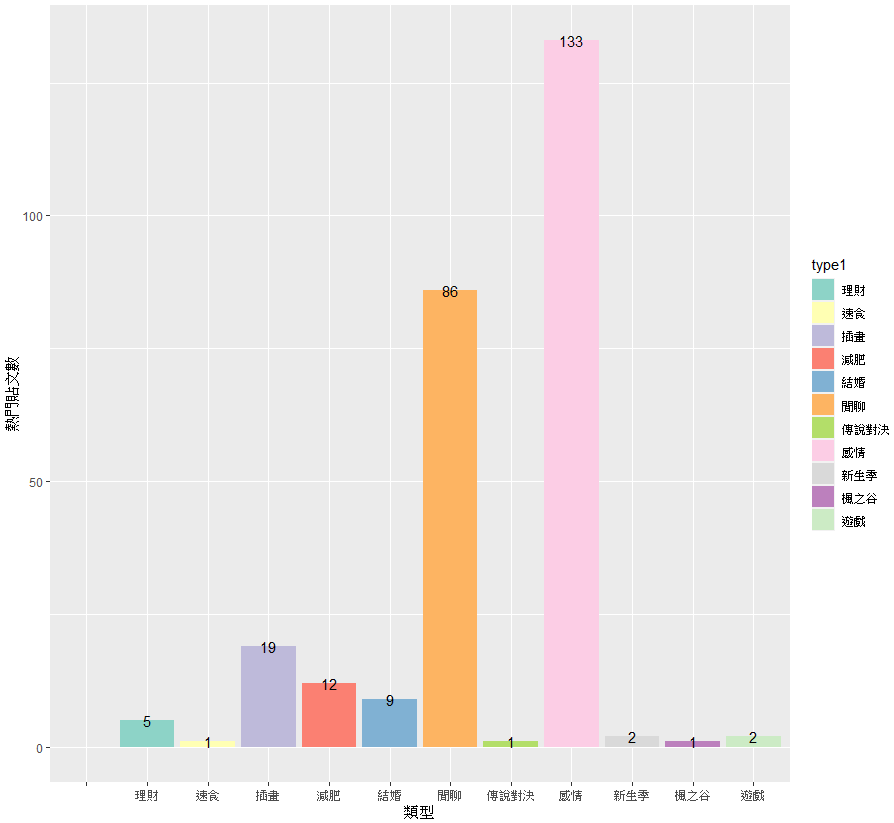 133
100
86
50
19
12
9
5
1
1
2
1
2
0
熱門貼文數
理財 速食 插畫 減肥 結婚 閒聊 傳說對決 感情 新生季 楓之谷 遊戲
類型
type1
理財
速食
插畫
減肥
結婚
閒聊
傳說對決
感情
新生季
楓之谷
遊戲